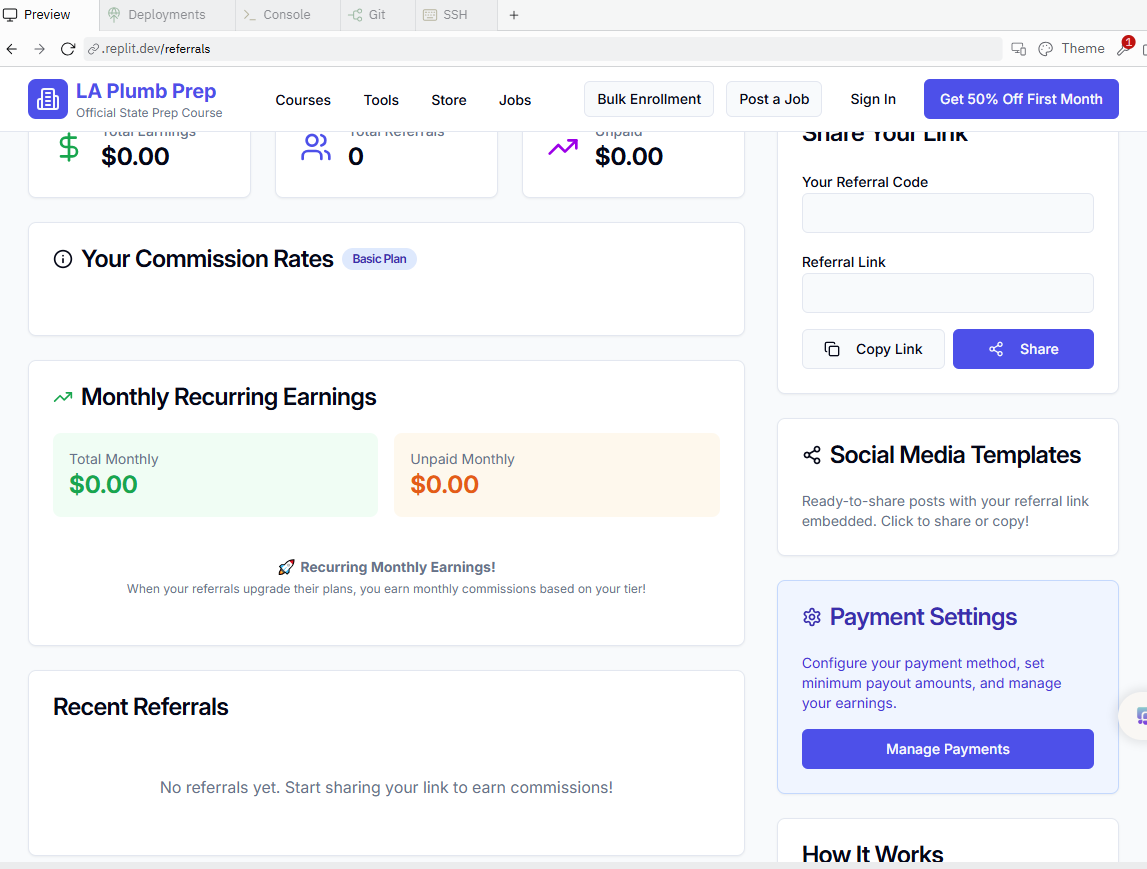 Preview
Deployments
Console
Git
SSH
.replit.dev/referrals
Theme
1
LA Plumb Prep
Official State Prep Course
Courses
Tools
Store
Jobs
Bulk Enrollment
Post a Job
Sign In
Get 50% Off First Month
Total Earnings
$0.00
Total Referrals
0
Unpaid
$0.00
Your Commission Rates
Basic Plan
Monthly Recurring Earnings
Total Monthly
$0.00
Unpaid Monthly
$0.00
🚀 Recurring Monthly Earnings!
When your referrals upgrade their plans, you earn monthly commissions based on your tier!
Recent Referrals
No referrals yet. Start sharing your link to earn commissions!
Share Your Link
Your Referral Code
Referral Link
Copy Link
Share
Social Media Templates
Ready-to-share posts with your referral link
embedded. Click to share or copy!
Payment Settings
Configure your payment method, set
minimum payout amounts, and manage
your earnings.
Manage Payments
How It Works